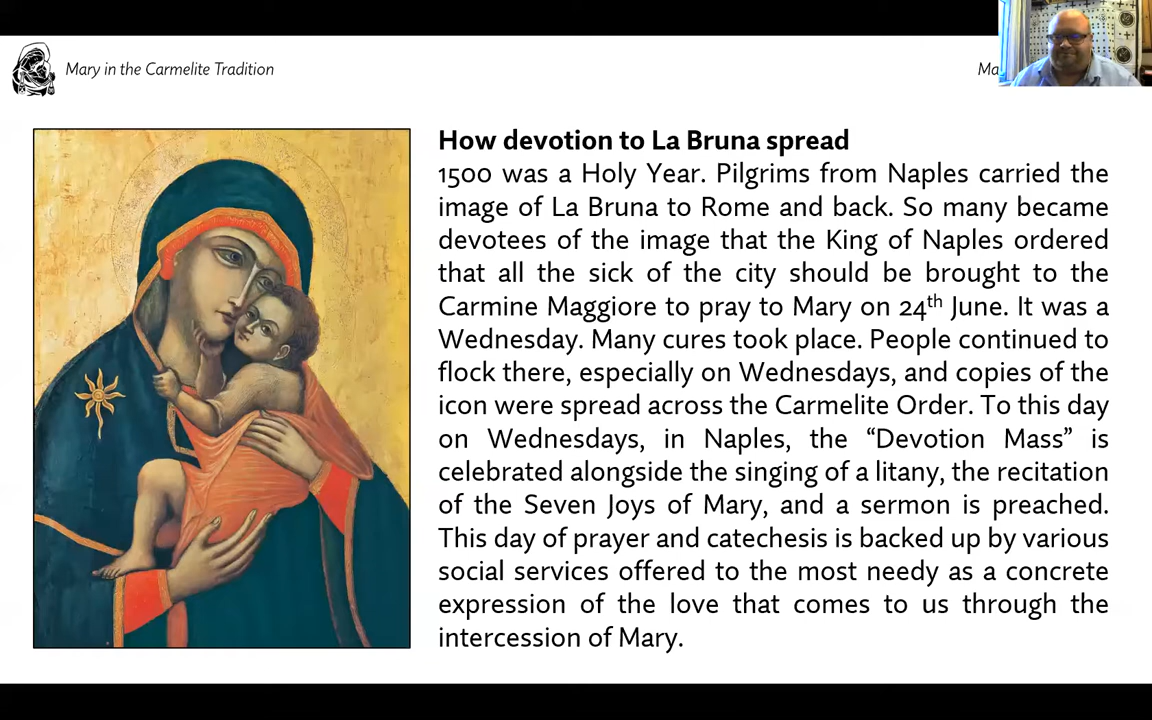 Mary in the Carmelite Tradition
How devotion to La Bruna spread
1500 was a Holy Year. Pilgrims from Naples carried the
image of La Bruna to Rome and back. So many became
devotees of the image that the King of Naples ordered
that all the sick of the city should be brought to the
Carmine Maggiore to pray to Mary on 24th June. It was a
Wednesday. Many cures took place. People continued to
flock there, especially on Wednesdays, and copies of the
icon were spread across the Carmelite Order. To this day
on Wednesdays, in Naples, the “Devotion Mass” is
celebrated alongside the singing of a litany, the recitation
of the Seven Joys of Mary, and a sermon is preached.
This day of prayer and catechesis is backed up by various
social services offered to the most needy as a concrete
expression of the love that comes to us through the
intercession of Mary.